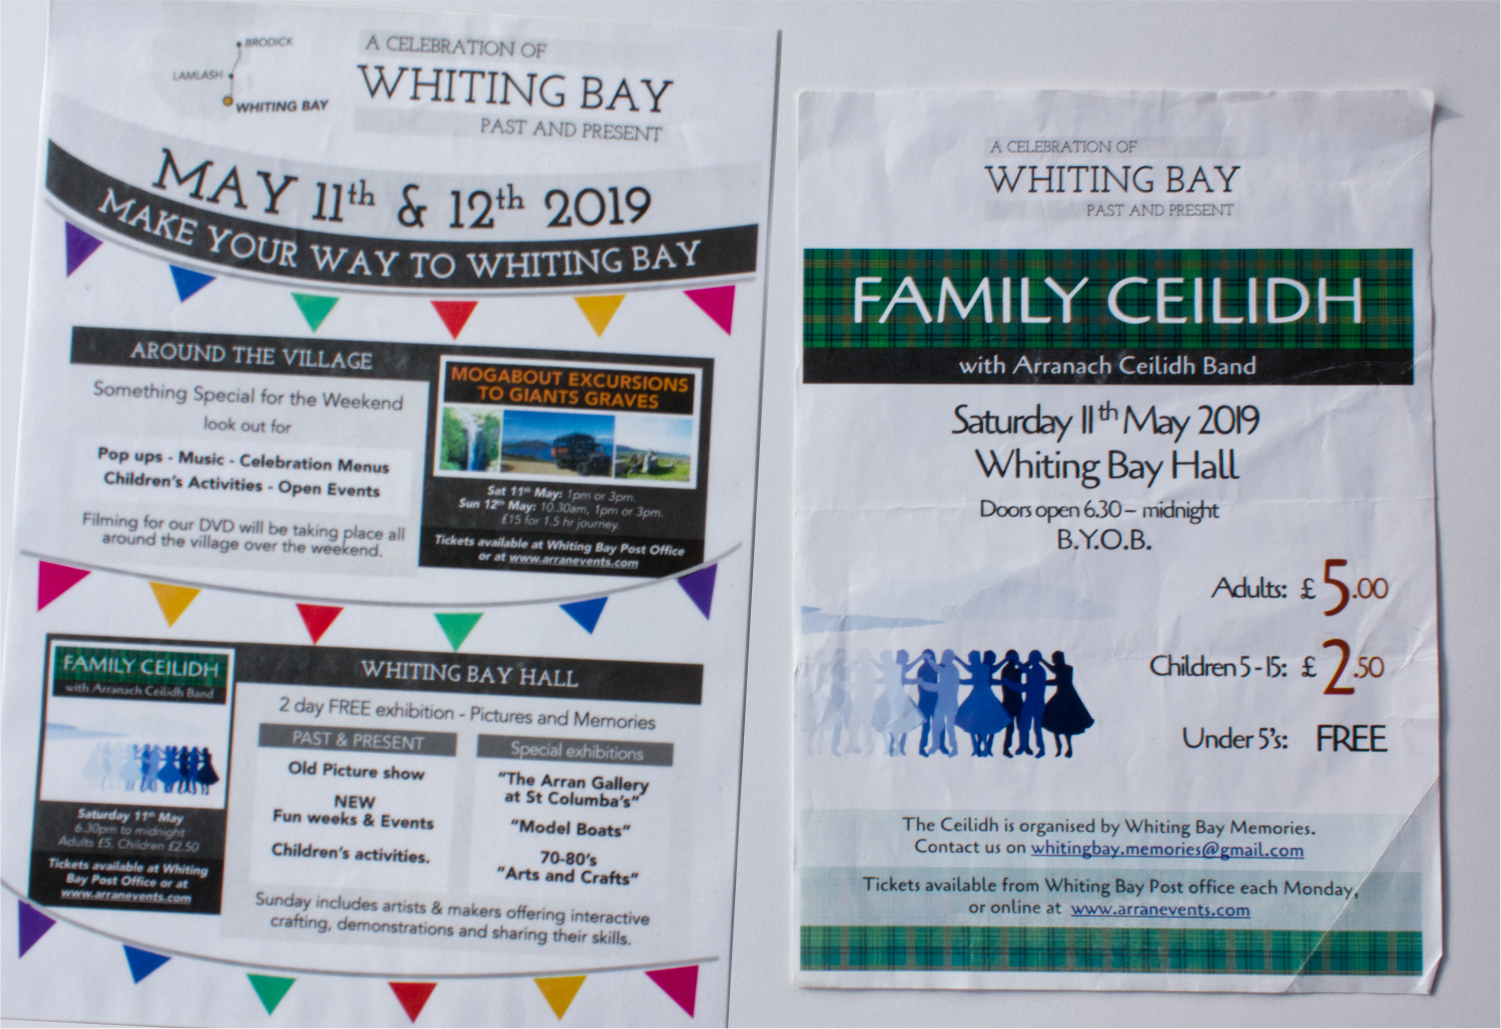 BRODICK
LAMLASH
WHITING BAY
A CELEBRATION OF
WHITING BAY
PAST AND PRESENT
MAY 11th & 12th 2019
MAKE YOUR WAY TO WHITING BAY
AROUND THE VILLAGE
Something Special for the Weekend
look out for
Pop ups - Music - Celebration Menus
Children's Activities - Open Events
Filming for our DVD will be taking place all
around the village over the weekend.
MOGABOUT EXCURSIONS
TO GIANTS GRAVES
Sat 11th May: 1pm or 3pm.
Sun 12th May: 10.30am, 1pm or 3pm.
£15 for 1.5 hr journey.
Tickets available at Whiting Bay Post Office
or at www.arranevents.com
FAMILY CEILIDH
with Arranach Ceilidh Band
Saturday 11th May
6.30pm to midnight
Adults £5, Children £2.50
Tickets available at Whiting
Bay Post Office or at
www.arranevents.com
WHITING BAY HALL
2 day FREE exhibition - Pictures and Memories
PAST & PRESENT
Old Picture show
NEW
Fun weeks & Events
Children's activities.
Special exhibitions
"The Arran Gallery
at St Columba's"
"Model Boats"
70-80's
"Arts and Crafts"
Sunday includes artists & makers offering interactive
crafting, demonstrations and sharing their skills.
A CELEBRATION OF
WHITING BAY
PAST AND PRESENT
FAMILY CEILIDH
with Arranach Ceilidh Band
Saturday 11th May 2019
Whiting Bay Hall
Doors open 6.30 – midnight
B.Y.O.B.
Adults: £5.00
Children 5 - 15: £2.50
Under 5's: FREE
The Ceilidh is organised by Whiting Bay Memories.
Contact us on whitingbay.memories@gmail.com
Tickets available from Whiting Bay Post office each Monday,
or online at www.arranevents.com